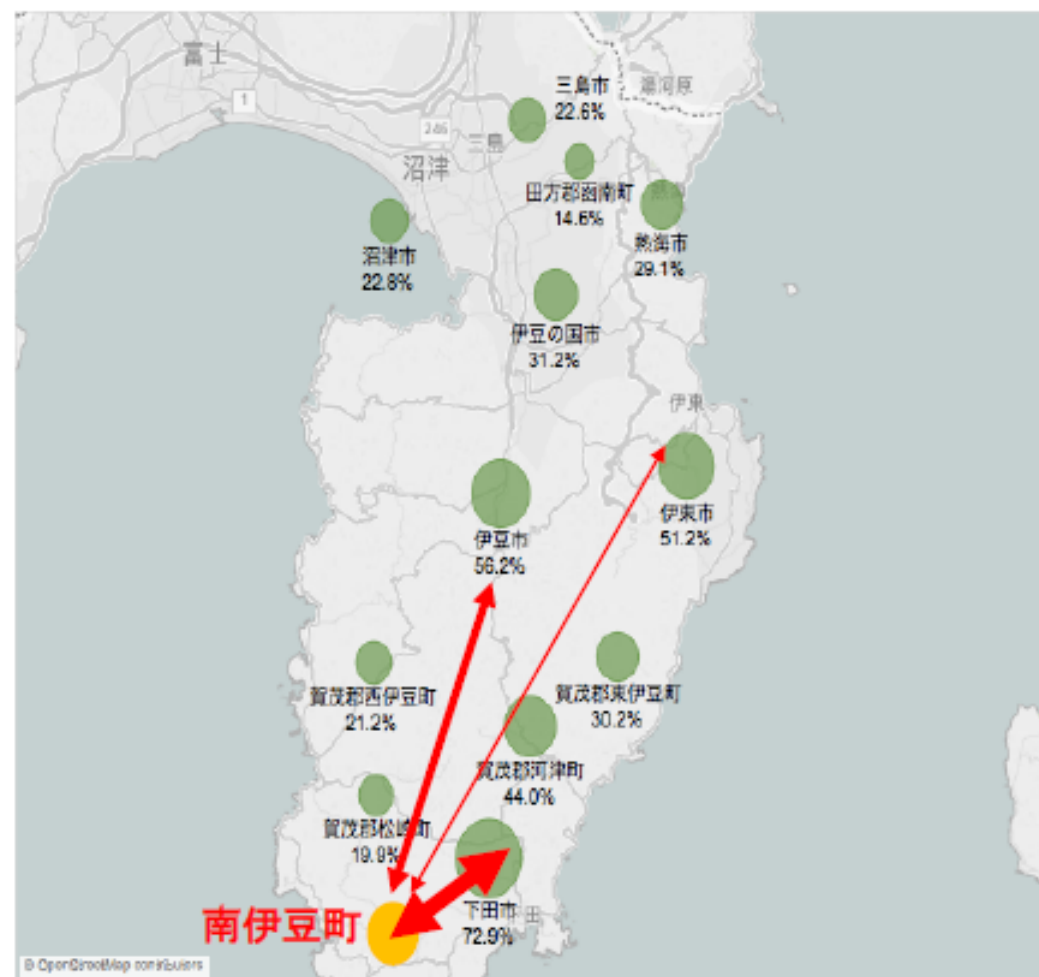 富士
三島市
22.6%
湯河原
1
246
三島
沼津
田方郡函南町
14.6%
熱海
熱海市
29.1%
沼津市
22.8%
伊豆の国市
31.2%
伊東
伊豆市
56.2%
伊東市
51.2%
賀茂郡西伊豆町
21.2%
賀茂郡東伊豆町
30.2%
賀茂郡河津町
44.0%
賀茂郡松崎町
19.9%
下田市
72.9%
田
南伊豆町
© OpenStreetMap contributors